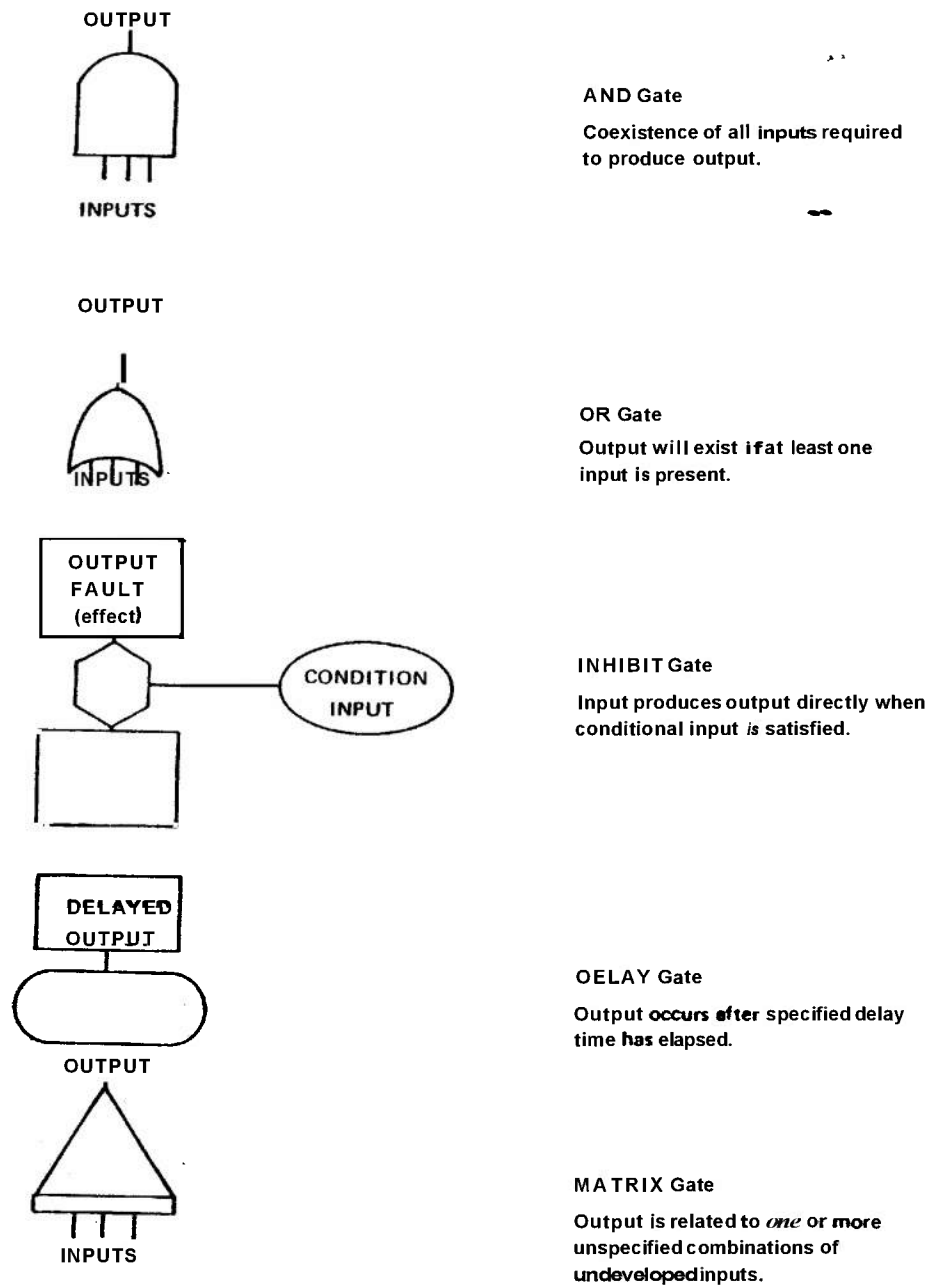 OUTPUT
AND Gate
Coexistence of all inputs required
to produce output.
INPUTS
OUTPUT
OR Gate
Output will exist if at least one
input is present.
INPUTS
OUTPUT
FAULT
(effect)
CONDITION
INPUT
INHIBIT Gate
Input produces output directly when
conditional input is satisfied.
DELAYED
OUTPUT
OELAY Gate
Output occurs after specified delay
time has elapsed.
OUTPUT
MATRIX Gate
Output is related to one or more
unspecified combinations of
undeveloped inputs.
INPUTS